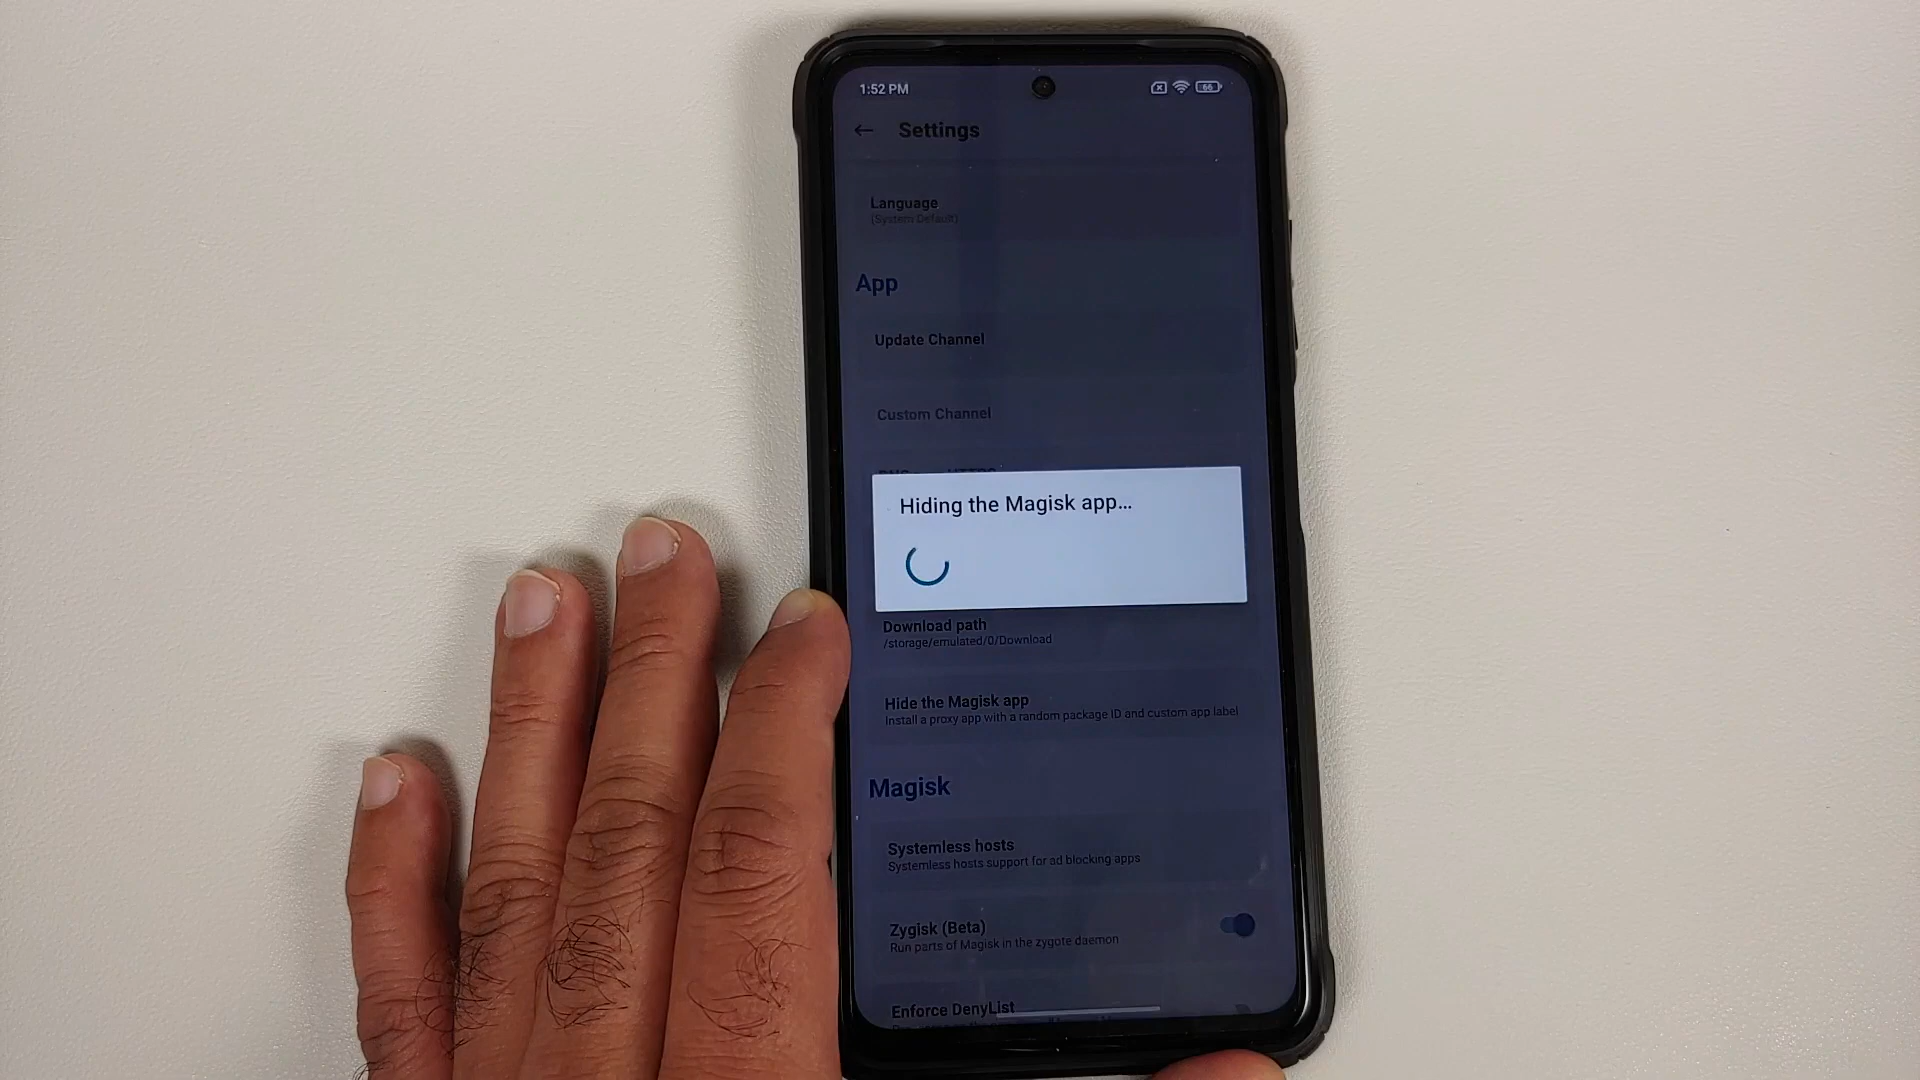 1:52 PM
66
Settings
Language
(System Default)
App
Update Channel
Custom Channel
Hiding the Magisk app...
Download path
/storage/emulated/0/Download
Hide the Magisk app
Install a proxy app with a random package ID and custom app label
Magisk
Systemless hosts
Systemless hosts support for ad blocking apps
Zygisk (Beta)
Run parts of Magisk in the zygote daemon
Enforce DenyList